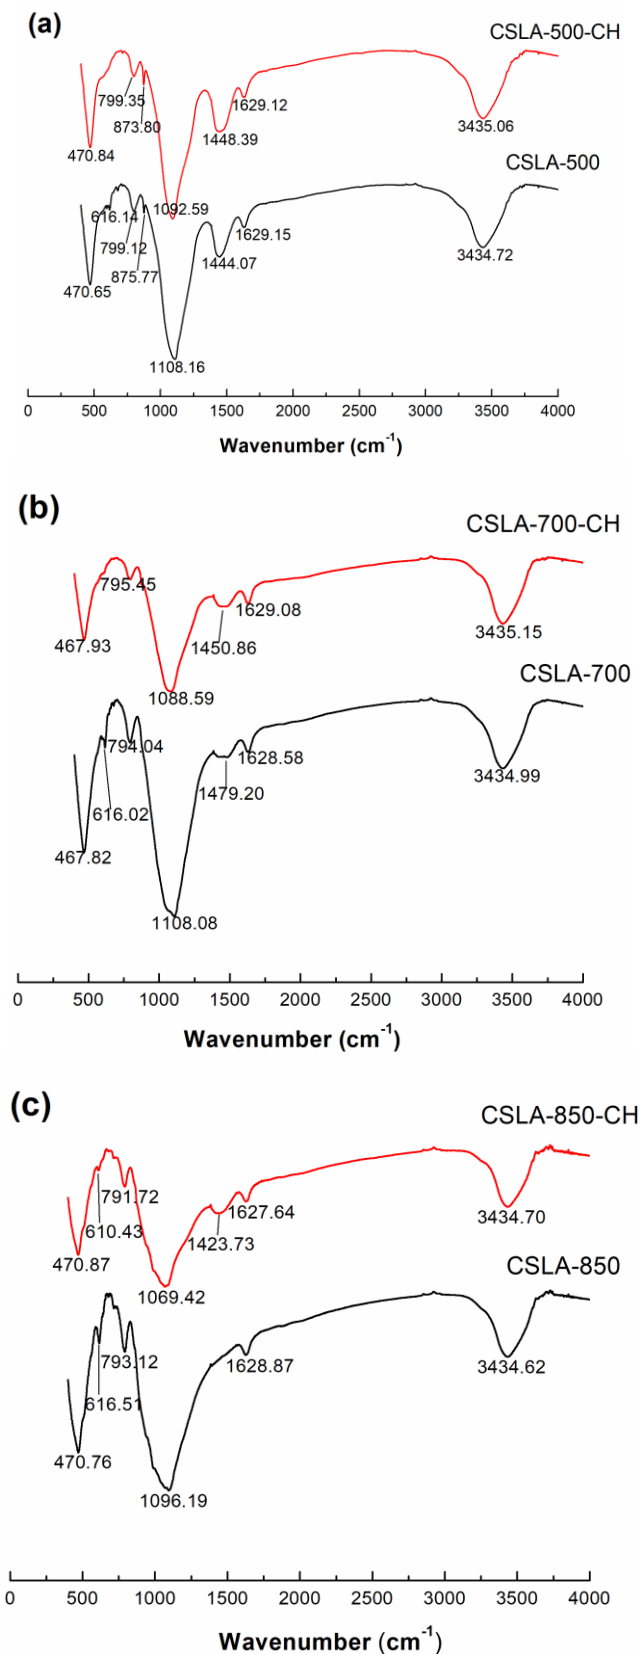 (a)
CSLA-500-CH
799.35
1629.12
873.80
1448.39
3435.06
470.84
CSLA-500
1092.59
616.14
799.12
1629.15
875.77
1444.07
3434.72
470.65
1108.16
0 500 1000 1500 2000 2500 3000 3500 4000
Wavenumber (cm⁻¹)
(b)
CSLA-700-CH
795.45
1629.08
467.93
1450.86
3435.15
CSLA-700
1088.59
794.04
1628.58
616.02
1479.20
3434.99
467.82
1108.08
0 500 1000 1500 2000 2500 3000 3500 4000
Wavenumber (cm⁻¹)
(c)
CSLA-850-CH
791.72
1627.64
610.43
1423.73
3434.70
470.87
CSLA-850
1069.42
793.12
1628.87
3434.62
616.51
470.76
1096.19
0 500 1000 1500 2000 2500 3000 3500 4000
Wavenumber (cm⁻¹)